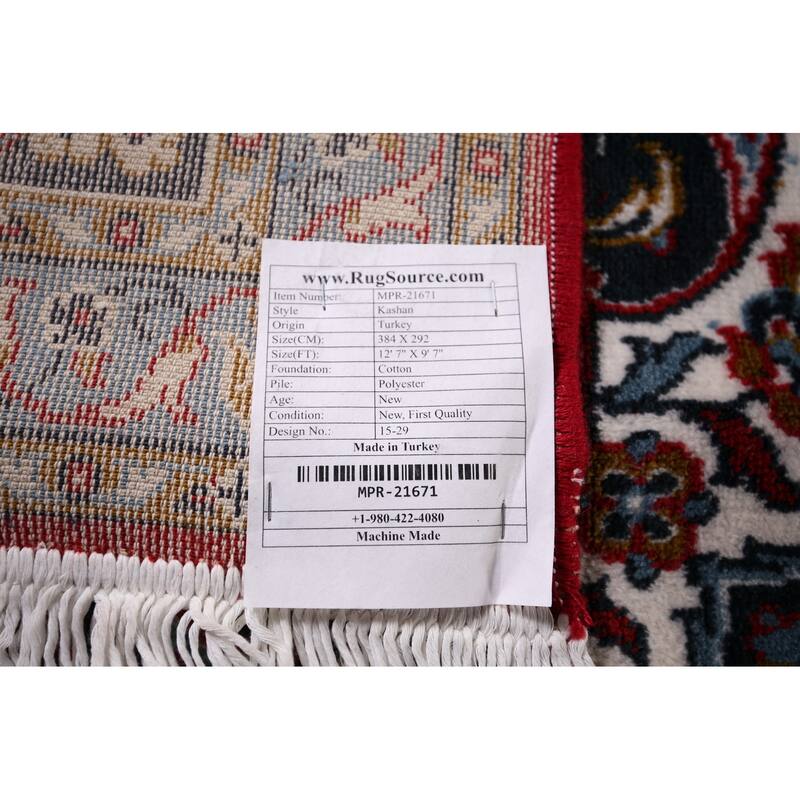 www.RugSource.com
Item Number: MPR-21671
Style Kashan
Origin Turkey
Size(CM): 384 X 292
Size(FT): 12' 7" X 9' 7"
Foundation: Cotton
Pile: Polyester
Age: New
Condition: New, First Quality
Design No.: 15-29
Made in Turkey
MPR-21671
+1-980-422-4080
Machine Made